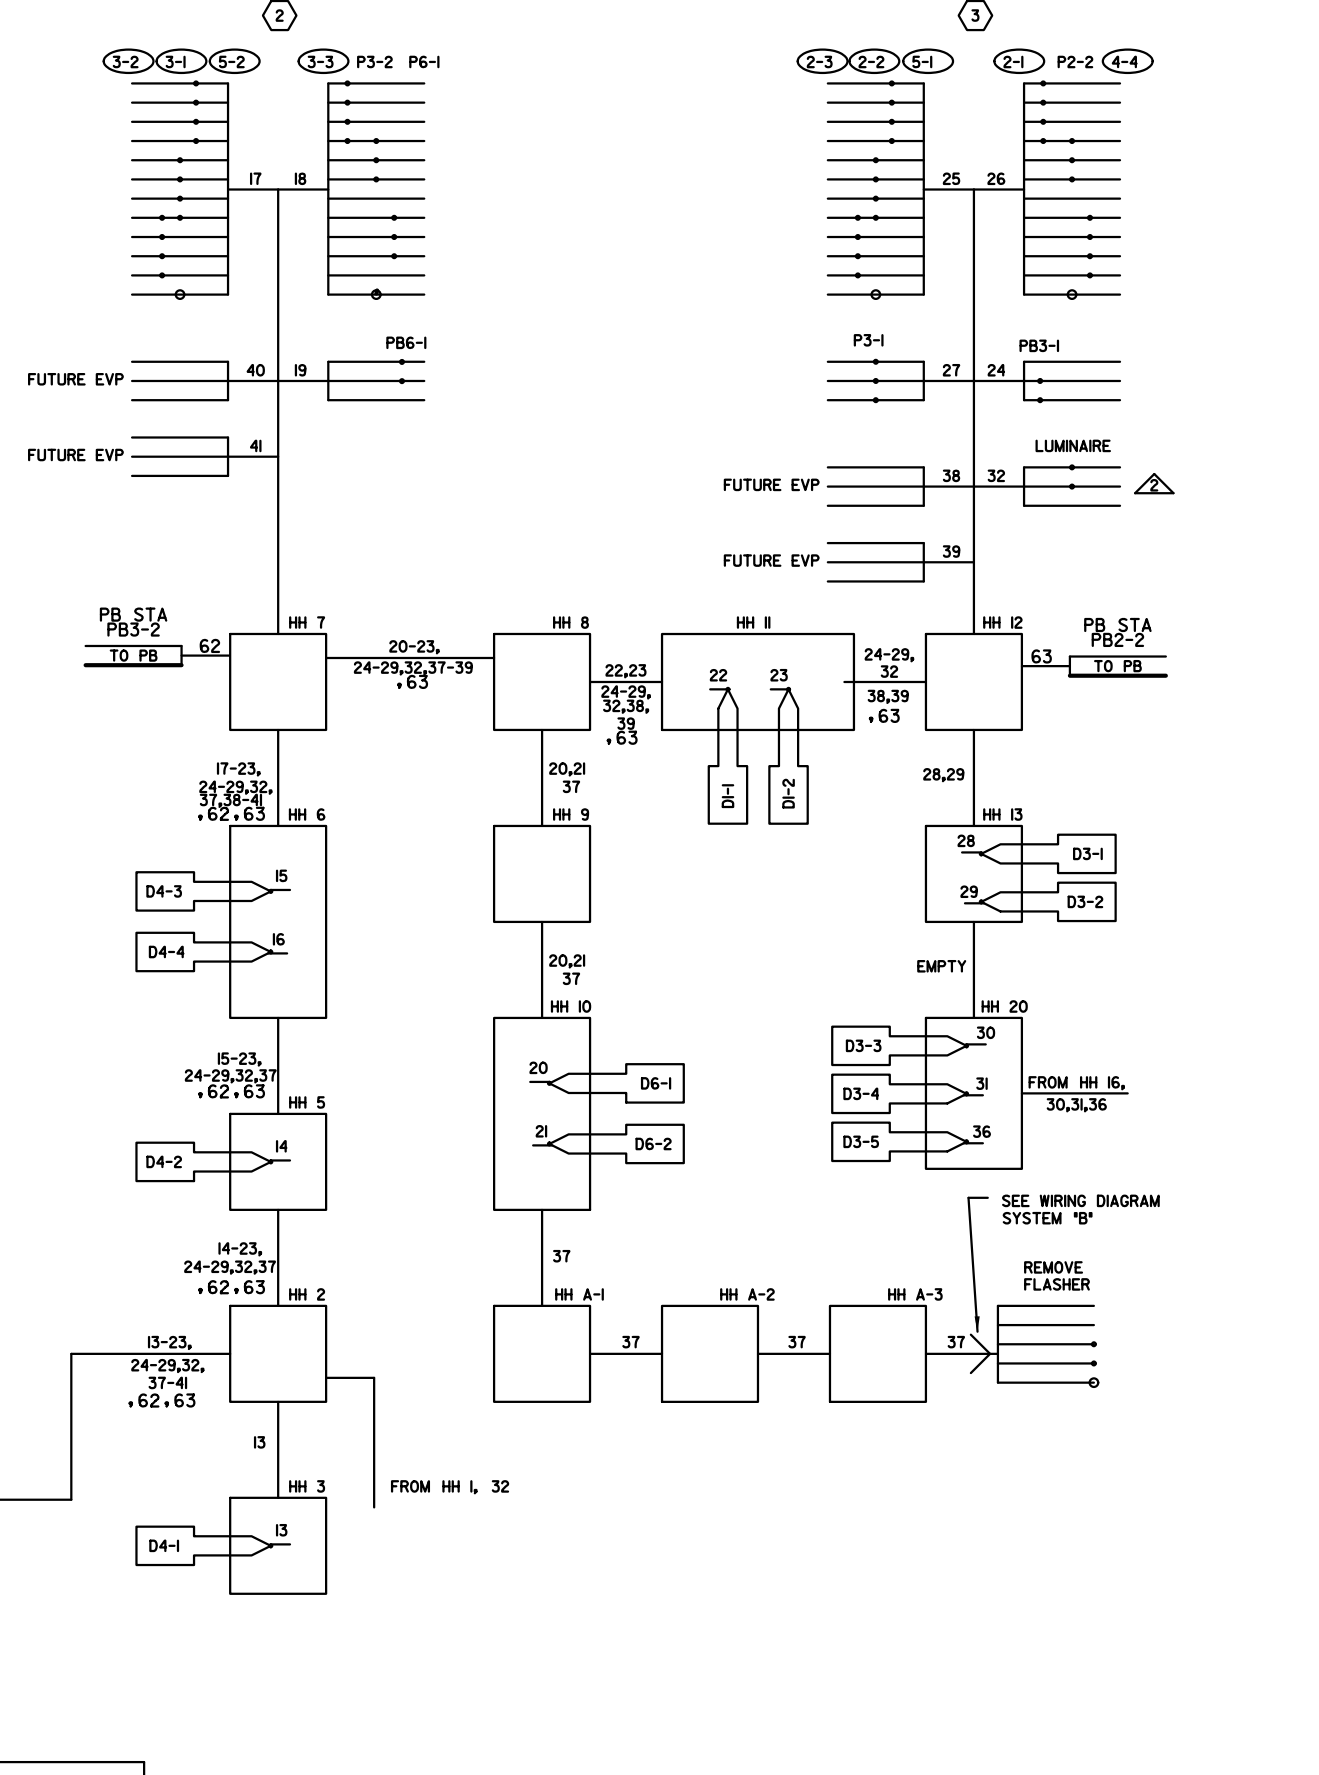 2
3
3-2 3-1 5-2 3-3 P3-2 P6-1
2-3 2-2 5-1 2-1 P2-2 4-4
17 18
25 26
PB6-1
FUTURE EVP 40 19
P3-1 PB3-1
27 24
FUTURE EVP 41
LUMINAIRE
FUTURE EVP 38 32 2
FUTURE EVP 39
PB STA
PB3-2
TO PB
62
HH 7
20-23,
24-29,32,37-39
,63
HH 8
22,23
24-29,
32,38,
39
,63
HH 11
22 23
D1-1 D1-2
24-29,
32
38,39
,63
HH 12
63
PB STA
PB2-2
TO PB
17-23,
24-29,32,
37,38-41
,62,63
HH 6
20,21
37
HH 9
28,29
HH 13
28
D3-1
29
D3-2
D4-3 15
D4-4 16
20,21
37
EMPTY
HH 10
HH 20
20 D6-1
21 D6-2
D3-3 30
D3-4 31
D3-5 36
FROM HH 16,
30,31,36
15-23,
24-29,32,37
,62,63
HH 5
D4-2 14
SEE WIRING DIAGRAM
SYSTEM "B"
14-23,
24-29,32,37
,62,63
37
REMOVE
FLASHER
HH 2
HH A-1
HH A-2
HH A-3
13-23,
24-29,32,
37-41
,62,63
37 37 37
13
FROM HH 1, 32
HH 3
D4-1 13